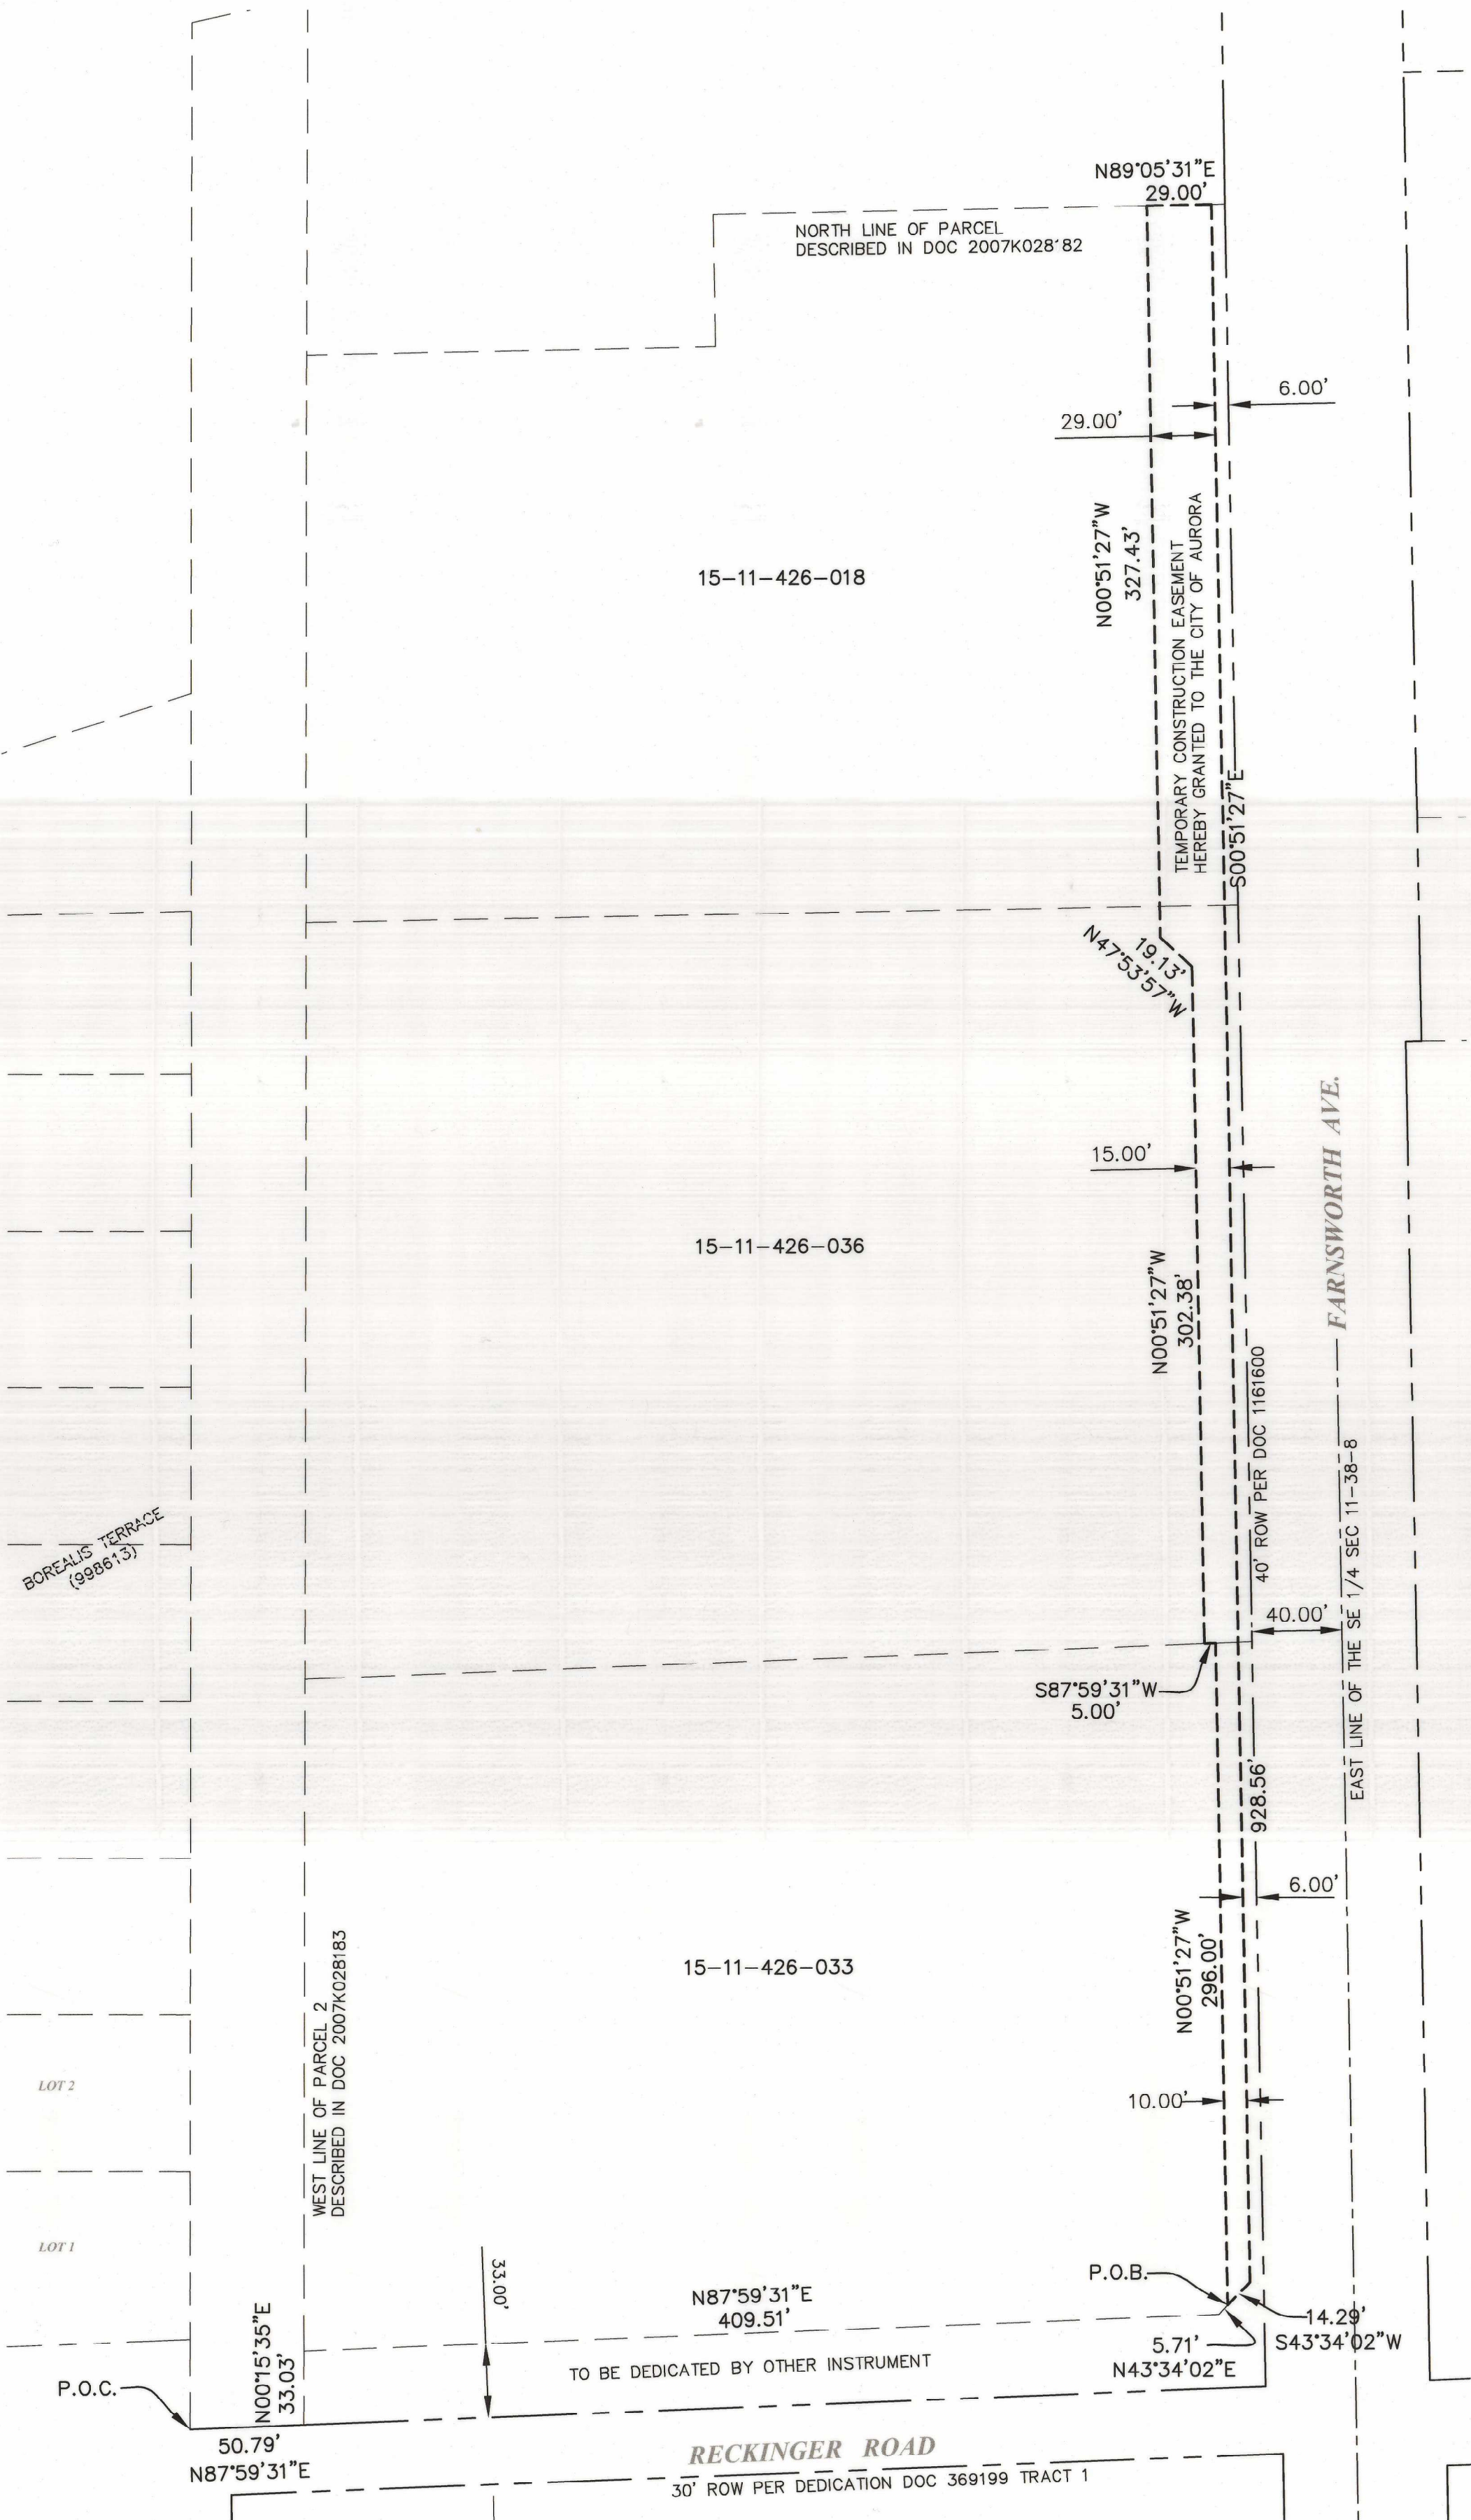 N89°05'31"E
29.00'
NORTH LINE OF PARCEL
DESCRIBED IN DOC 2007K028'82
6.00'
29.00'
N00°51'27"W
327.43'
TEMPORARY CONSTRUCTION EASEMENT
HEREBY GRANTED TO THE CITY OF AURORA
15-11-426-018
S00°51'27"E
19.13'
N47°53'57"W
FARNSWORTH AVE.
15.00'
15-11-426-036
N00°51'27"W
302.38'
40' ROW PER DOC 1161600
EAST LINE OF THE SE 1/4 SEC 11-38-8
BOREALIS TERRACE
(998613)
40.00'
S87°59'31"W
5.00'
928.56'
6.00'
15-11-426-033
N00°51'27"W
296.00'
WEST LINE OF PARCEL 2
DESCRIBED IN DOC 2007K028183
LOT 2
10.00'
LOT 1
33.00'
P.O.B.
N87°59'31"E
409.51'
14.29'
S43°34'02"W
5.71'
N43°34'02"E
N00°15'35"E
33.03'
TO BE DEDICATED BY OTHER INSTRUMENT
P.O.C.
50.79'
N87°59'31"E
RECKINGER ROAD
30' ROW PER DEDICATION DOC 369199 TRACT 1